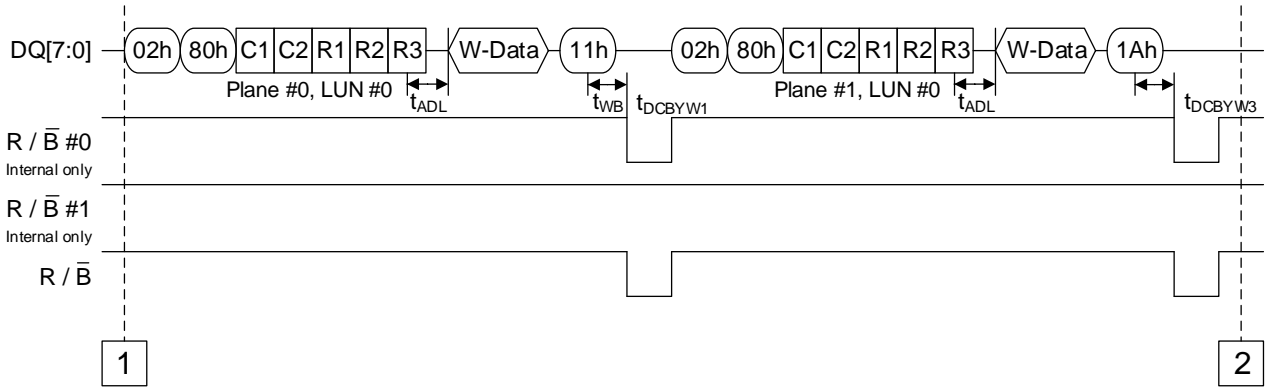 DQ[7:0] 02h 80h C1 C2 R1 R2 R3 W-Data 11h 02h 80h C1 C2 R1 R2 R3 W-Data 1Ah
Plane #0, LUN #0 tADL tWB tDCBYW1 Plane #1, LUN #0 tADL tDCBYW3
R / B̅ #0
Internal only
R / B̅ #1
Internal only
R / B̅
1 2